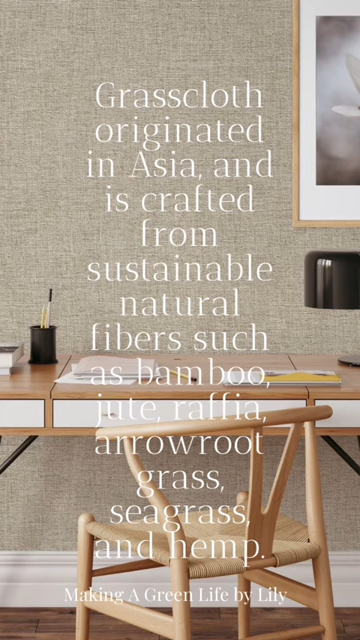 Grasscloth
originated
in Asia, and
is crafted
from
sustainable
natural
fibers such
as bamboo,
jute, raffia,
arrowroot
grass,
seagrass,
and hemp.
Making A Green Life by Lily